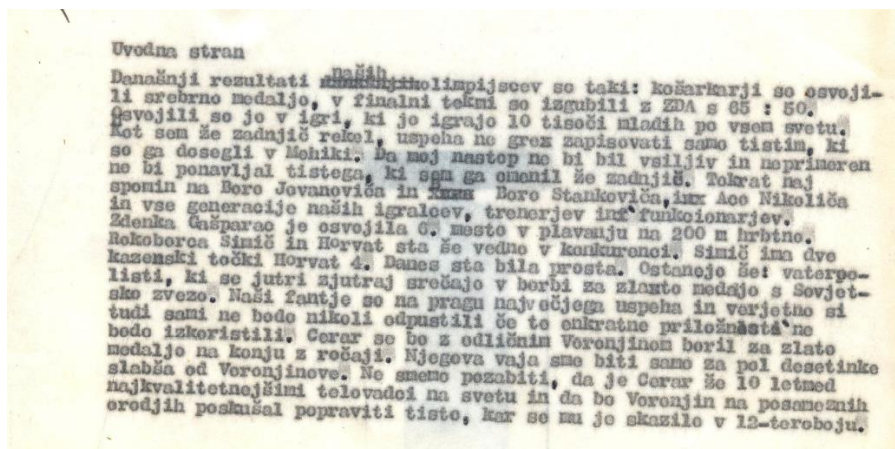 Uvodna stran
Današnji rezultati naših olimpijscev so taki: košarkarji so osvoji-
li srebrno medaljo, v finalni tekmi so izgubili z ZDA s 65 : 50.
Osvojili so jo v igri, ki jo igrajo 10 tisoči mladih po vsem svetu.
Kot sem že zadnjič rekel, uspeha ne grex zapisovati samo tistim, ki
so ga dosegli v Mehiki. Da moj nastop ne bi bil vsiljiv in neprimeren
ne bi ponavljal tistega, ki sem ga omenil že zadnjič. Tokrat naj
spomin na Boro Jovanoviča in Boro Stankoviča, Aco Nikoliča
in vse generacije naših igralcev, trenerjev in funkcionarjev.
Zdenka Gašparac je osvojila 6. mesto v plavanju na 200 m hrbtno.
Rokoborca Simič in Horvat sta še vedno v konkurenci. Simič ima dve
kazenski točki Horvat 4. Danes sta bila prosta. Ostanejo še: vaterpo-
listi, ki se jutri zjutraj srečajo v borbi za zlaxto medajo s Sovjet-
sko zvezo. Naši fantje so na pragu največjega uspeha in verjetno si
tudi sami ne bodo nikoli odpustili če te enkratne priložnosti ne
bodo izkoristili. Cerar se bo z odličnim Voronjinom boril za zlato
medaljo na konju z ročaji. Njegova vaja sme biti samo za pol desetinke
slabša od Voronjinove. Ne smemo pozabiti, da je Cerar že 10 letmed
najkvalitetnejšimi telovadci na svetu in da bo Voronjin na posameznih
orodjih poskušal popraviti tisto, kar se mu je skazilo v 12-teroboju.